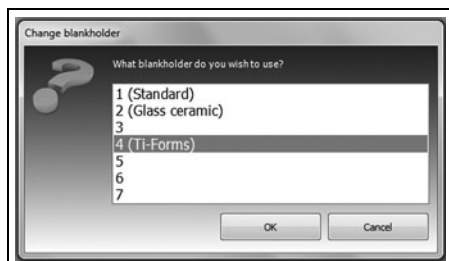 Change blankholder
What blankholder do you wish to use?
1 (Standard)
2 (Glass ceramic)
3
4 (Ti-Forms)
5
6
7
OK
Cancel